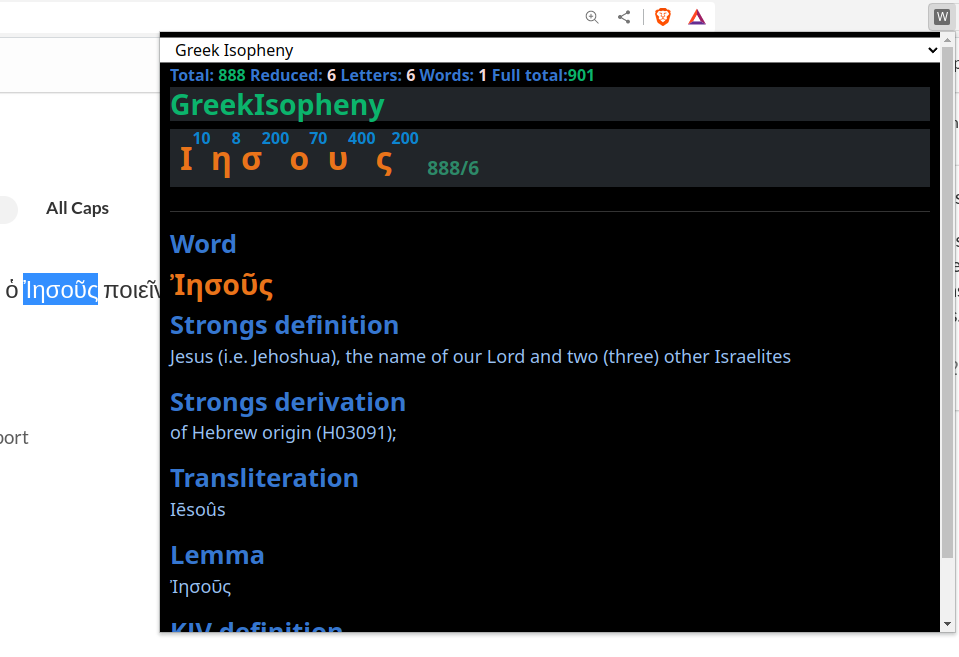 W
Greek Isopheny
Total: 888 Reduced: 6 Letters: 6 Words: 1 Full total:901
GreekIsopheny
10 8 200 70 400 200
Ι η σ ο υ ς 888/6
All Caps
Word
ὁ Ἰησοῦς ποιεῖν
Ἰησοῦς
Strongs definition
Jesus (i.e. Jehoshua), the name of our Lord and two (three) other Israelites
Strongs derivation
of Hebrew origin (H03091);
port
Transliteration
Iēsoûs
Lemma
Ἰησοῦς
KJV definition